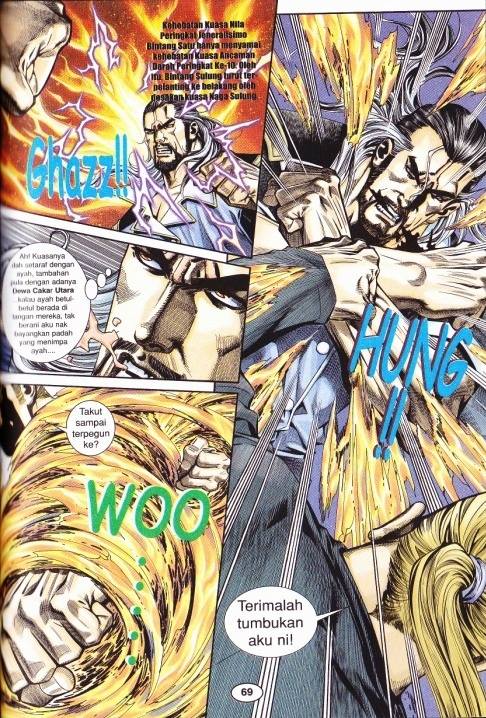 Kehebatan Kuasa Nila
Peringkat Jeneralisimo
Bintang Satu hanya menyamai
kehebatan Kuasa Ancaman
Darah Peringkat Ke-10. Oleh
itu, Bintang Sulung turut ter
pelanting ke belakang oleh
desakan kuasa Naga Sulung.
Ghazz!!
Ah! Kuasanya
dah setaraf dengan
ayah, tambahan
pula dengan adanya
Dewa Cakar Utara
..kalau ayah betul-
betul berada di
tangan mereka, tak
berani aku nak
bayangkan padah
yang menimpa
ayah....
HUNG
!!
Takut
sampai
terpegun
ke?
WOO
......
Terimalah
tumbukan
aku ni!
69